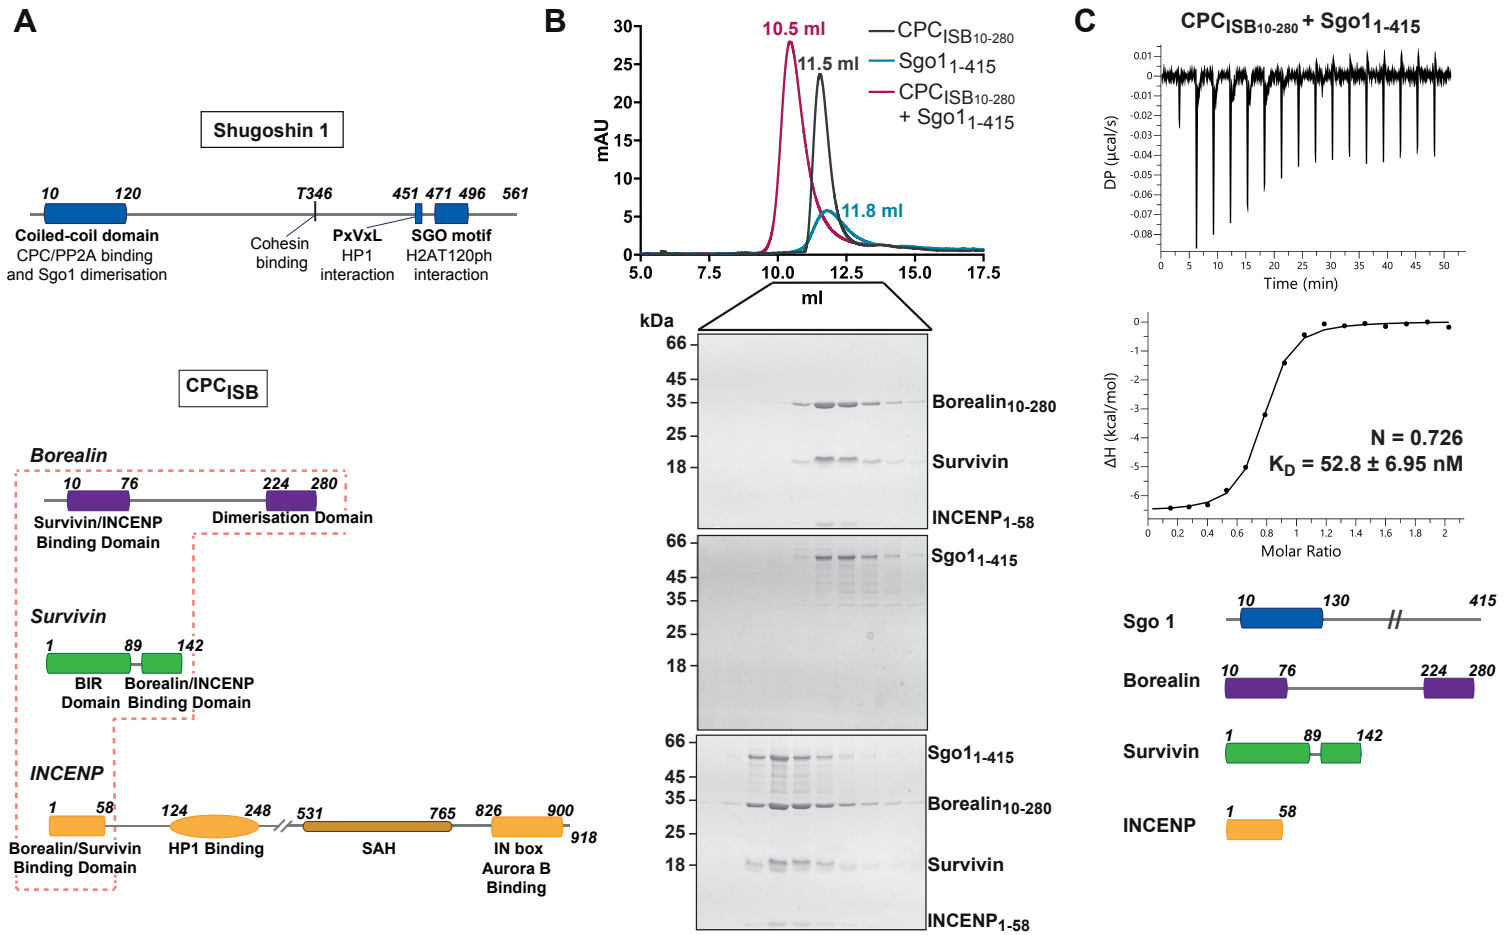 A
Shugoshin 1
10 120 T346 451 471 496 561
Coiled-coil domain
CPC/PP2A binding
and Sgo1 dimerisation
Cohesin
binding
PxVxL
HP1
interaction
SGO motif
H2AT120ph
interaction
CPCISB
Borealin
10 76 224 280
Survivin/INCENP
Binding Domain
Dimerisation Domain
Survivin
1 89 142
BIR
Domain
Borealin/INCENP
Binding Domain
INCENP
1 58 124 248 531 765 826 900
918
Borealin/Survivin
Binding Domain
HP1 Binding
SAH
IN box
Aurora B
Binding
B
mAU
30
25
20
15
10
5
0
5.0 7.5 10.0 12.5 15.0 17.5
ml
10.5 ml
11.5 ml
11.8 ml
CPCISB10-280
Sgo11-415
CPCISB10-280
+ Sgo11-415
kDa
66
45
35
25
18
Borealin10-280
Survivin
INCENP1-58
66
45
35
25
18
Sgo11-415
66
45
35
25
18
Sgo11-415
Borealin10-280
Survivin
INCENP1-58
C
CPCISB10-280 + Sgo11-415
DP (µcal/s)
0.01
0
-0.01
-0.02
-0.03
-0.04
-0.05
-0.06
-0.07
-0.08
0 5 10 15 20 25 30 35 40 45 50
Time (min)
ΔH (kcal/mol)
0
-1
-2
-3
-4
-5
-6
N = 0.726
KD = 52.8 ± 6.95 nM
0 0.2 0.4 0.6 0.8 1 1.2 1.4 1.6 1.8 2
Molar Ratio
Sgo 1
10 130 415
Borealin
10 76 224 280
Survivin
1 89 142
INCENP
1 58